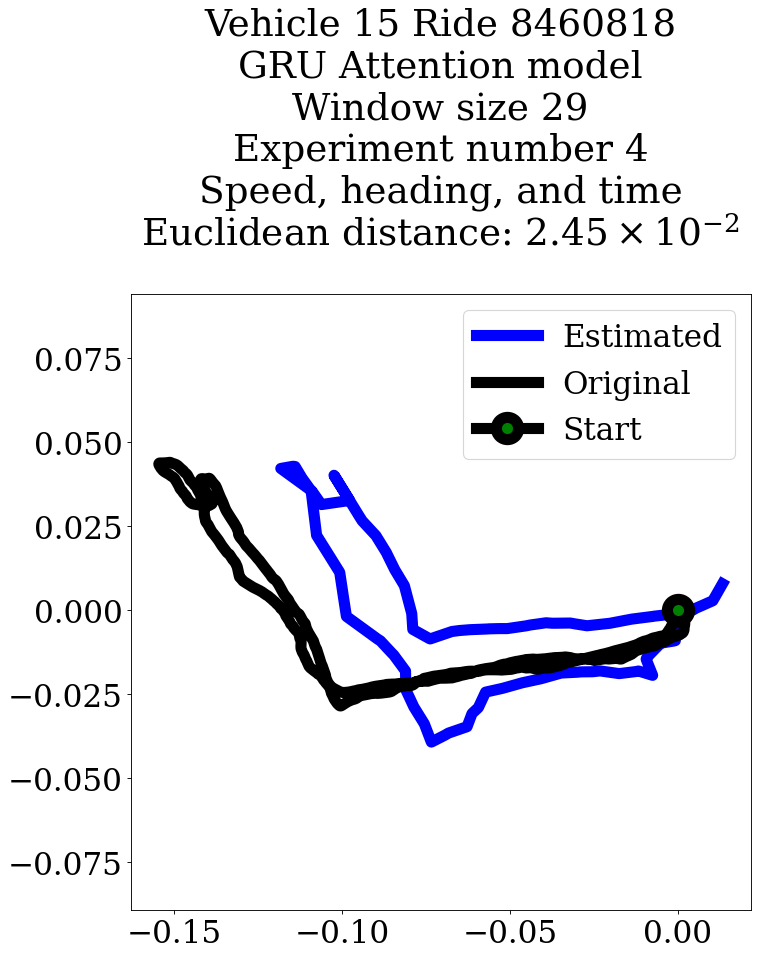 Vehicle 15 Ride 8460818
GRU Attention model
Window size 29
Experiment number 4
Speed, heading, and time
Euclidean distance: 2.45 × 10⁻²
Estimated
Original
Start
0.075
0.050
0.025
0.000
−0.025
−0.050
−0.075
−0.15
−0.10
−0.05
0.00